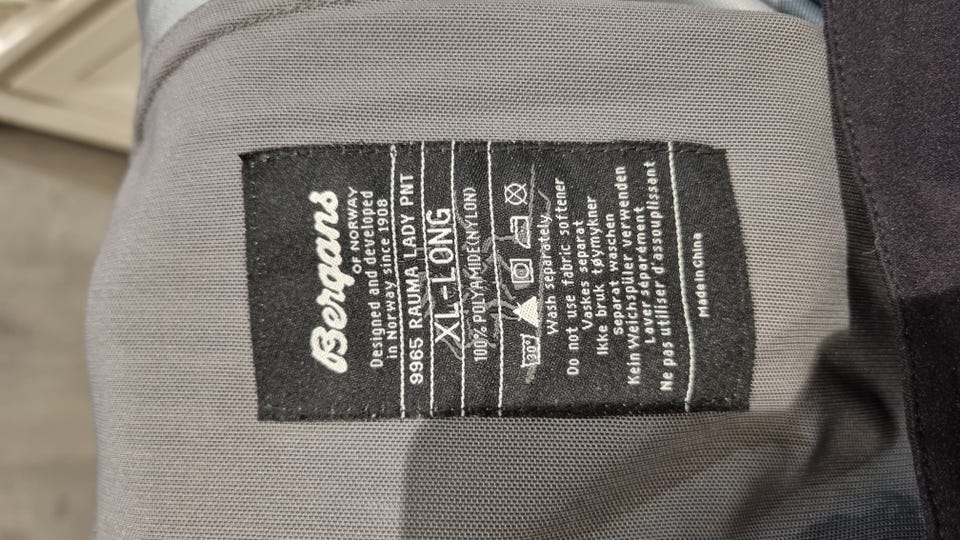 Bergans
OF NORWAY
Designed and developed
in Norway since 1908
9965 RAUMA LADY PNT
XL-LONG
100% POLYAMIDE(NYLON)
30°
Wash separately
Do not use fabric softener
Vaskes separat
Ikke bruk tøymykner
Separat waschen
Kein Weichspüler verwenden
Laver séparément
Ne pas utiliser d'assouplissant
Made in China